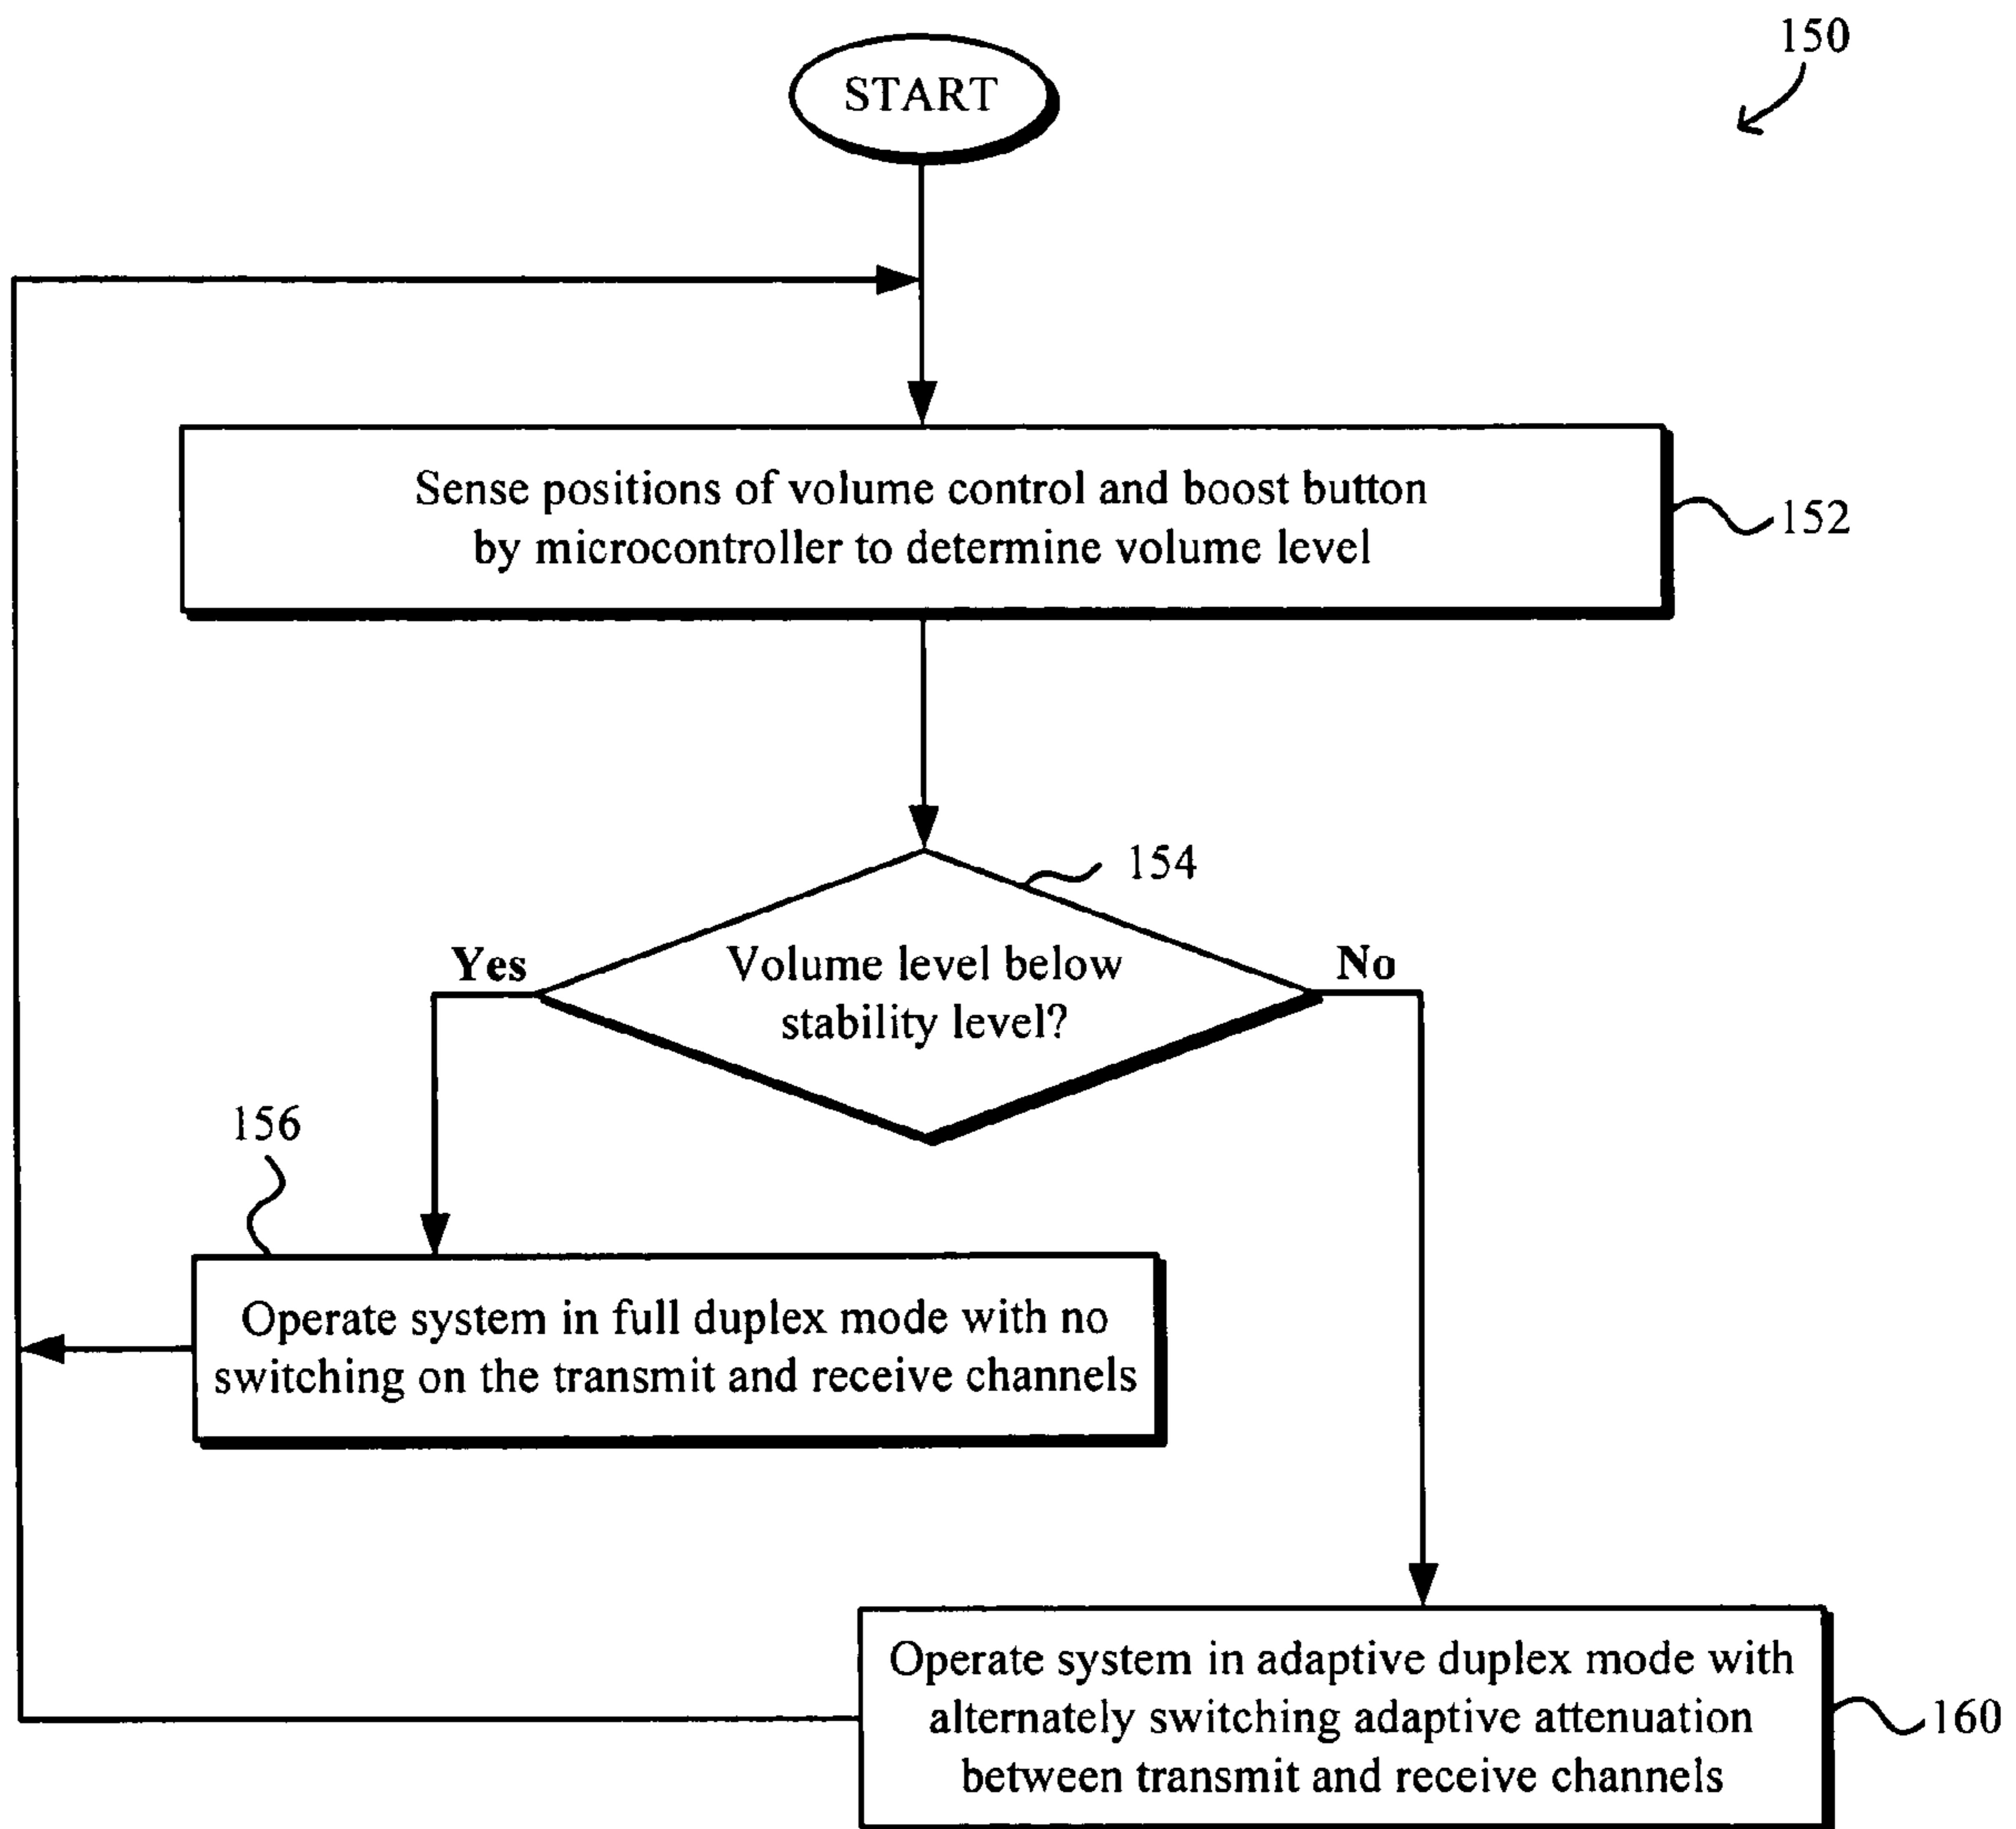 150
START
Sense positions of volume control and boost button
by microcontroller to determine volume level
152
154
Yes
Volume level below
stability level?
No
156
Operate system in full duplex mode with no
switching on the transmit and receive channels
Operate system in adaptive duplex mode with
alternately switching adaptive attenuation
between transmit and receive channels
160